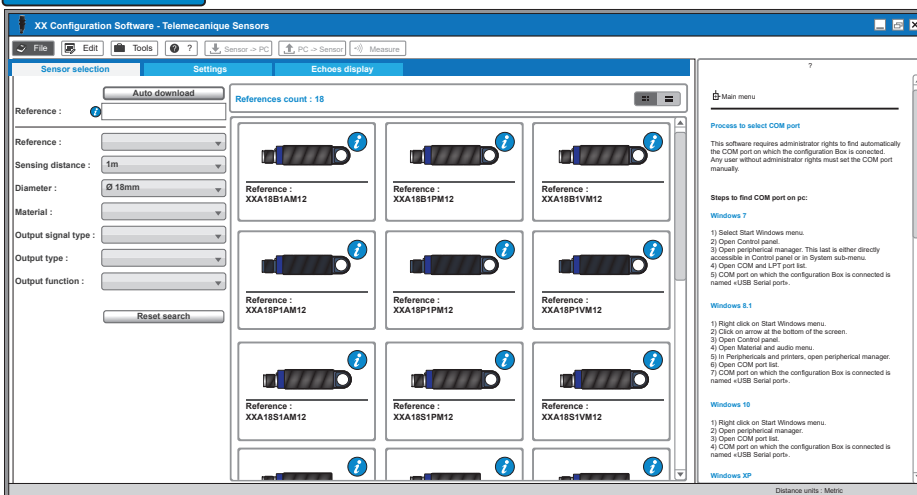 XX Configuration Software - Telemecanique Sensors
File Edit Tools ? Sensor -> PC PC -> Sensor Measure
Sensor selection Settings Echoes display
Auto download
Reference :
Reference :
Sensing distance : 1m
Diameter : Ø 18mm
Material :
Output signal type :
Output type :
Output function :
Reset search
References count : 18
Reference :
XXA18B1AM12
Reference :
XXA18B1PM12
Reference :
XXA18B1VM12
Reference :
XXA18P1AM12
Reference :
XXA18P1PM12
Reference :
XXA18P1VM12
Reference :
XXA18S1AM12
Reference :
XXA18S1PM12
Reference :
XXA18S1VM12
?
Main menu
Process to select COM port
This software requires administrator rights to find automatically
the COM port on which the configuration Box is conected.
Any user without administrator rights must set the COM port
manually.
Steps to find COM port on pc:
Windows 7
1) Select Start Windows menu.
2) Open Control panel.
3) Open peripherical manager. This last is either directly
accessible in Control panel or in System sub-menu.
4) Open COM and LPT port list.
5) COM port on which the configuration Box is connected is
named «USB Serial port».
Windows 8.1
1) Right click on Start Windows menu.
2) Click on arrow at the bottom of the screen.
3) Open Control panel.
4) Open Material and audio menu.
5) In Periphericals and printers, open peripherical manager.
6) Open COM port list.
7) COM port on which the configuration Box is connected is
named «USB Serial port».
Windows 10
1) Right click on Start Windows menu.
2) Open peripherical manager.
3) Open COM port list.
4) COM port on which the configuration Box is connected is
named «USB Serial port».
Windows XP
Distance units : Metric